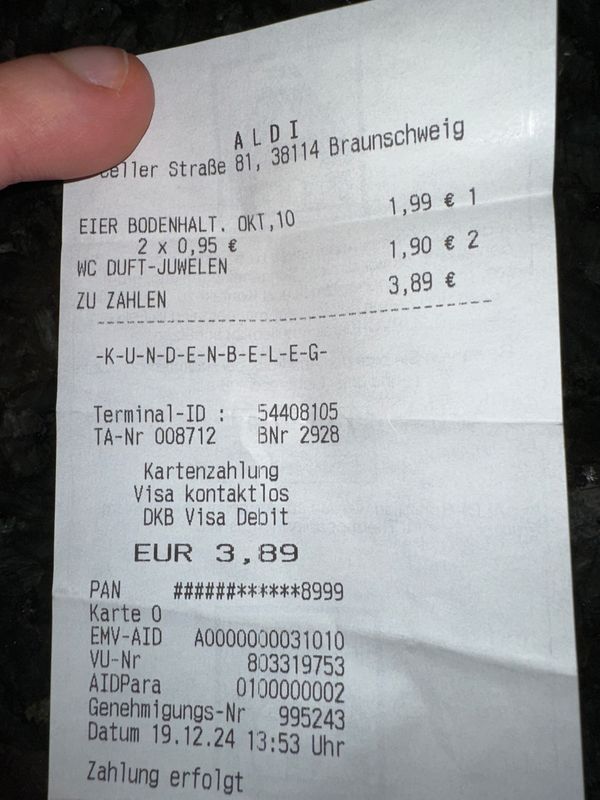 ALDI
eller Straße 81, 38114 Braunschweig
EIER BODENHALT. OKT,10 1,99 € 1
2 x 0,95 €
WC DUFT-JUWELEN 1,90 € 2
ZU ZAHLEN 3,89 €
-K-U-N-D-E-N-B-E-L-E-G-
Terminal-ID : 54408105
TA-Nr 008712 BNr 2928
Kartenzahlung
Visa kontaktlos
DKB Visa Debit
EUR 3,89
PAN ######******8999
Karte 0
EMV-AID A0000000031010
VU-Nr 803319753
AIDPara 0100000002
Genehmigungs-Nr 995243
Datum 19.12.24 13:53 Uhr
Zahlung erfolgt